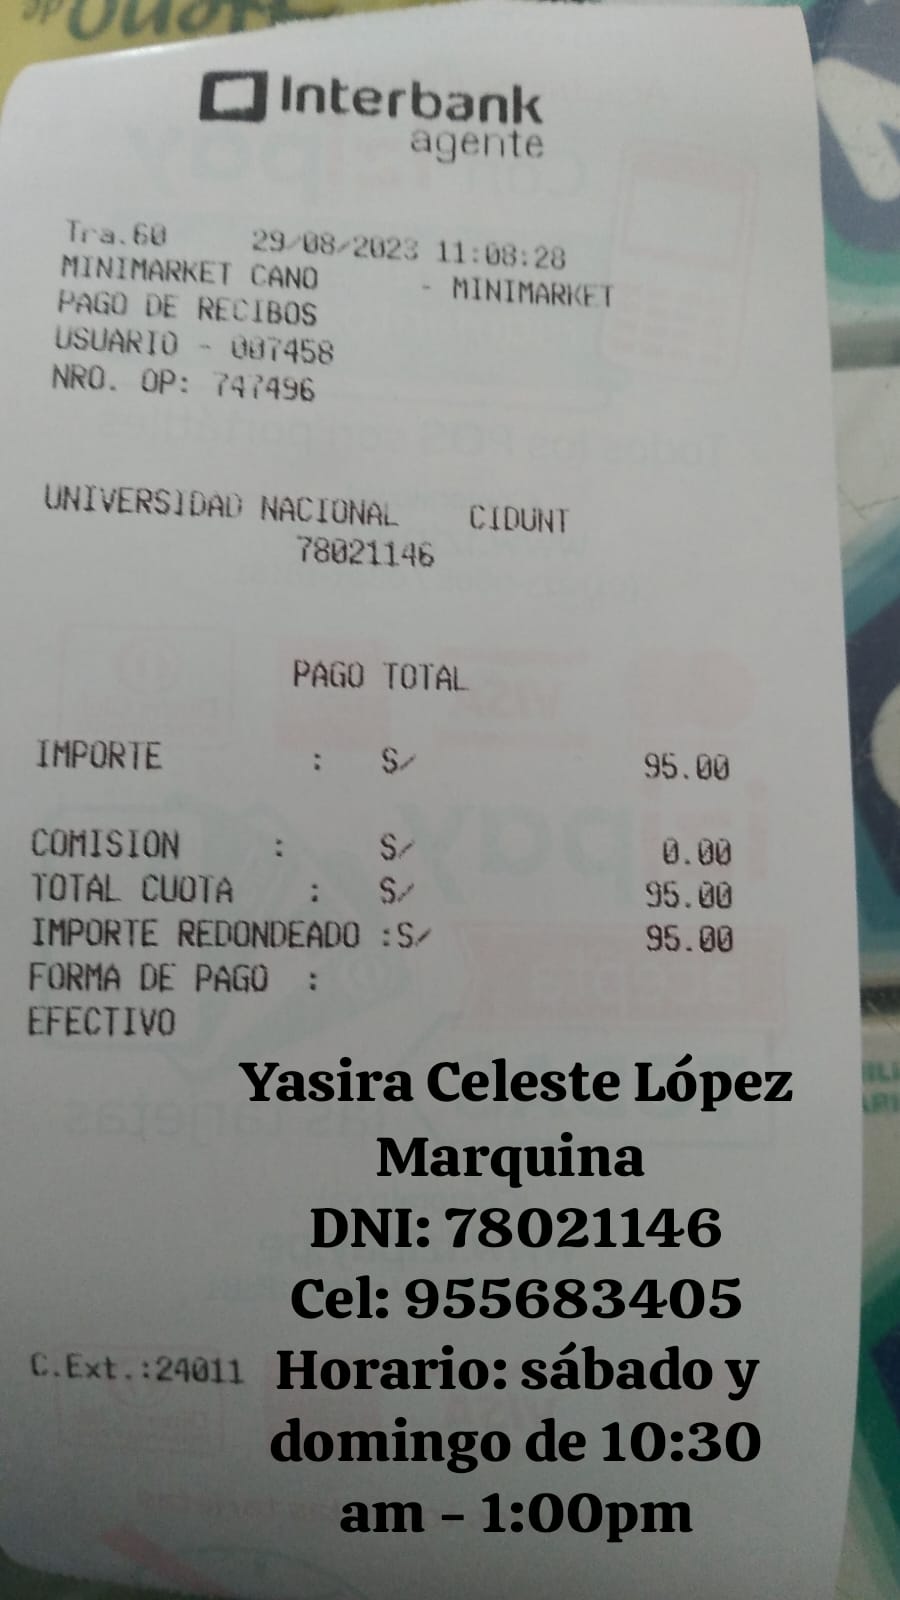 Interbank
agente
Tra.60 29/08/2023 11:08:28
MINIMARKET CANO - MINIMARKET
PAGO DE RECIBOS
USUARIO - 007458
NRO. OP: 747496
UNIVERSIDAD NACIONAL CIDUNT
78021146
PAGO TOTAL
IMPORTE : S/ 95.00
COMISION : S/ 0.00
TOTAL CUOTA : S/ 95.00
IMPORTE REDONDEADO :S/ 95.00
FORMA DE PAGO :
EFECTIVO
Yasira Celeste López
Marquina
DNI: 78021146
Cel: 955683405
C.Ext.:24011 Horario: sábado y
domingo de 10:30
am - 1:00pm